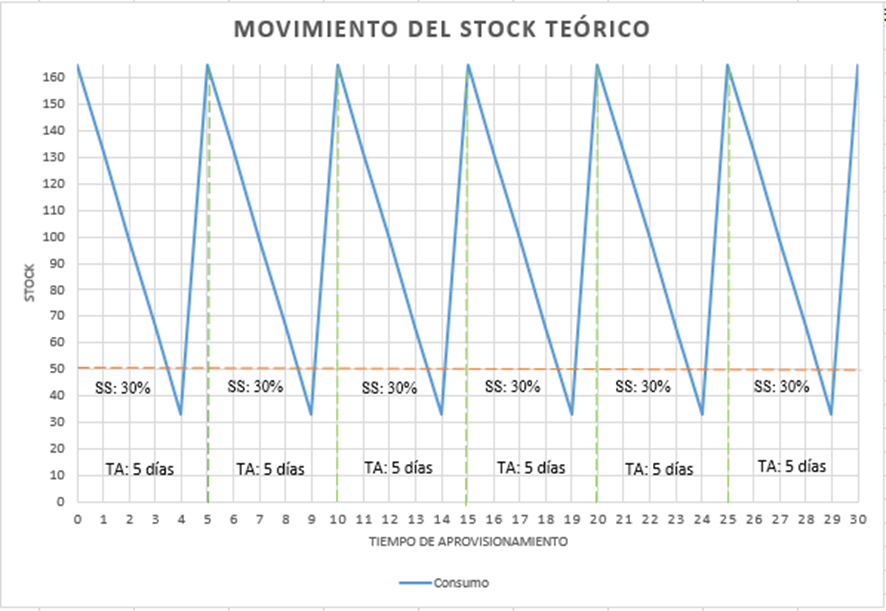 MOVIMIENTO DEL STOCK TEÓRICO
160
150
140
130
120
110
100
90
80
70
60
50
40
30
20
10
0
STOCK
SS: 30% SS: 30% SS: 30% SS: 30% SS: 30% SS: 30%
TA: 5 días TA: 5 días TA: 5 días TA: 5 días TA: 5 días TA: 5 días
0 1 2 3 4 5 6 7 8 9 10 11 12 13 14 15 16 17 18 19 20 21 22 23 24 25 26 27 28 29 30
TIEMPO DE APROVISIONAMIENTO
Consumo